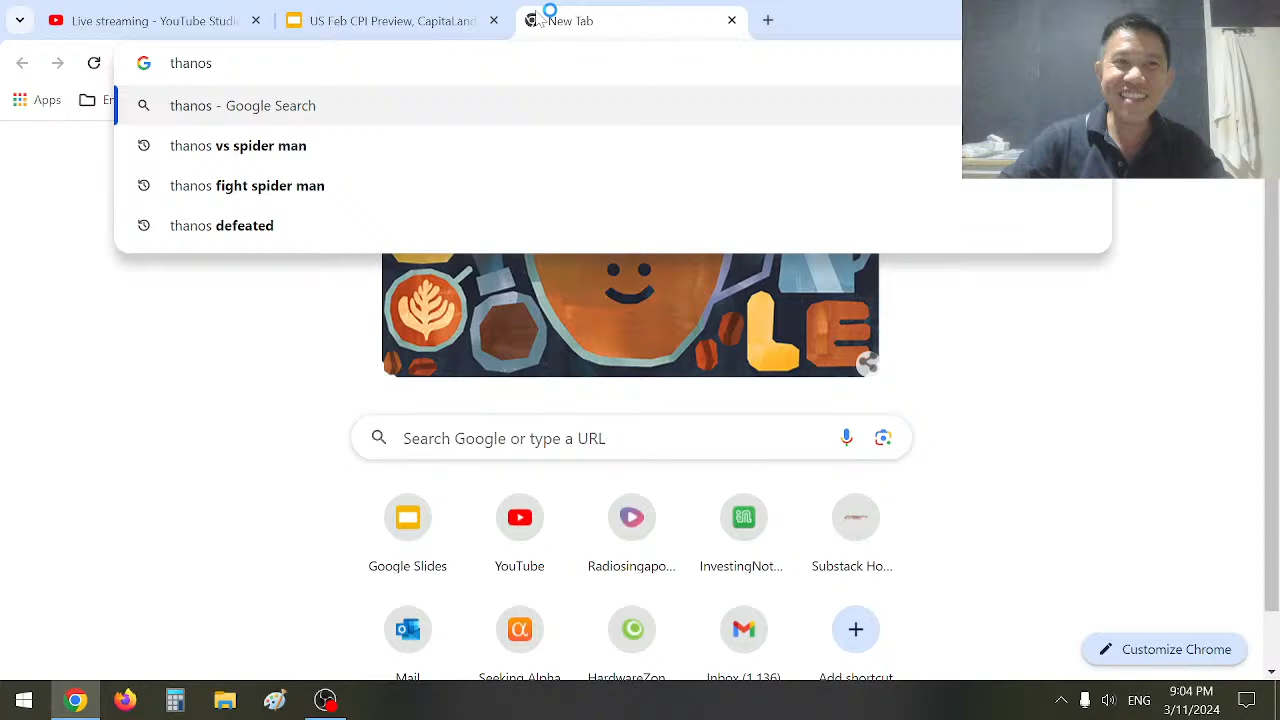 Live streaming - YouTube Studi
US Feb CPI Preview, CapitaLand
New Tab
thanos
Apps
thanos - Google Search
thanos vs spider man
thanos fight spider man
thanos defeated
L
E
Search Google or type a URL
Google Slides
YouTube
Radiosingapo...
InvestingNot...
Substack Ho...
Mail
Seeking Alpha
HardwareZon
Inbox (1,136)
Add shortcut
Customize Chrome
ENG
9:04 PM
3/11/2024